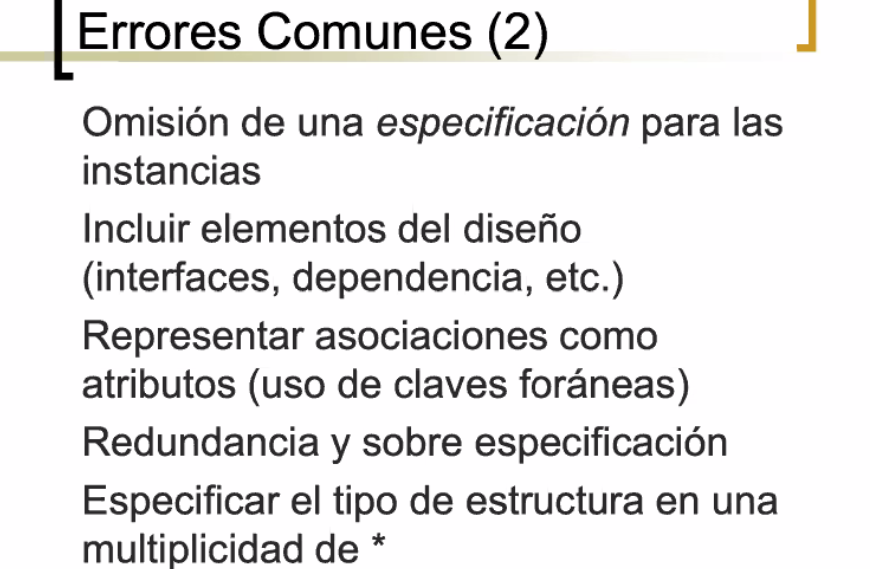 Errores Comunes (2)
Omisión de una especificación para las
instancias
Incluir elementos del diseño
(interfaces, dependencia, etc.)
Representar asociaciones como
atributos (uso de claves foráneas)
Redundancia y sobre especificación
Especificar el tipo de estructura en una
multiplicidad de *